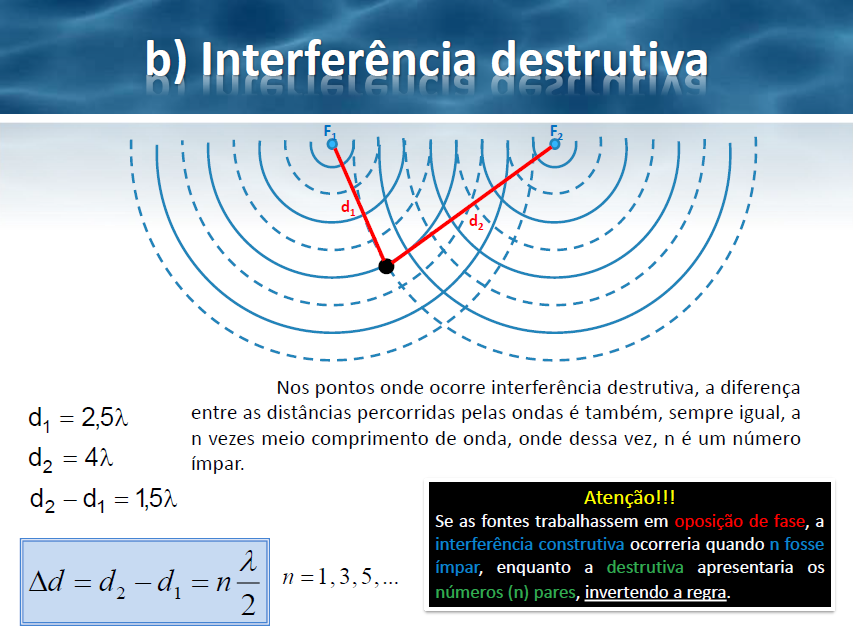 b) Interferência destrutiva
F1
F2
d1
d2
Nos pontos onde ocorre interferência destrutiva, a diferença
entre as distâncias percorridas pelas ondas é também, sempre igual, a
n vezes meio comprimento de onda, onde dessa vez, n é um número
ímpar.
d₁ = 2,5λ
d₂ = 4λ
d₂ − d₁ = 1,5λ
Δd = d₂ − d₁ = n λ/2
n = 1, 3, 5, ...
Atenção!!!
Se as fontes trabalhassem em oposição de fase, a
interferência construtiva ocorreria quando n fosse
ímpar, enquanto a destrutiva apresentaria os
números (n) pares, invertendo a regra.